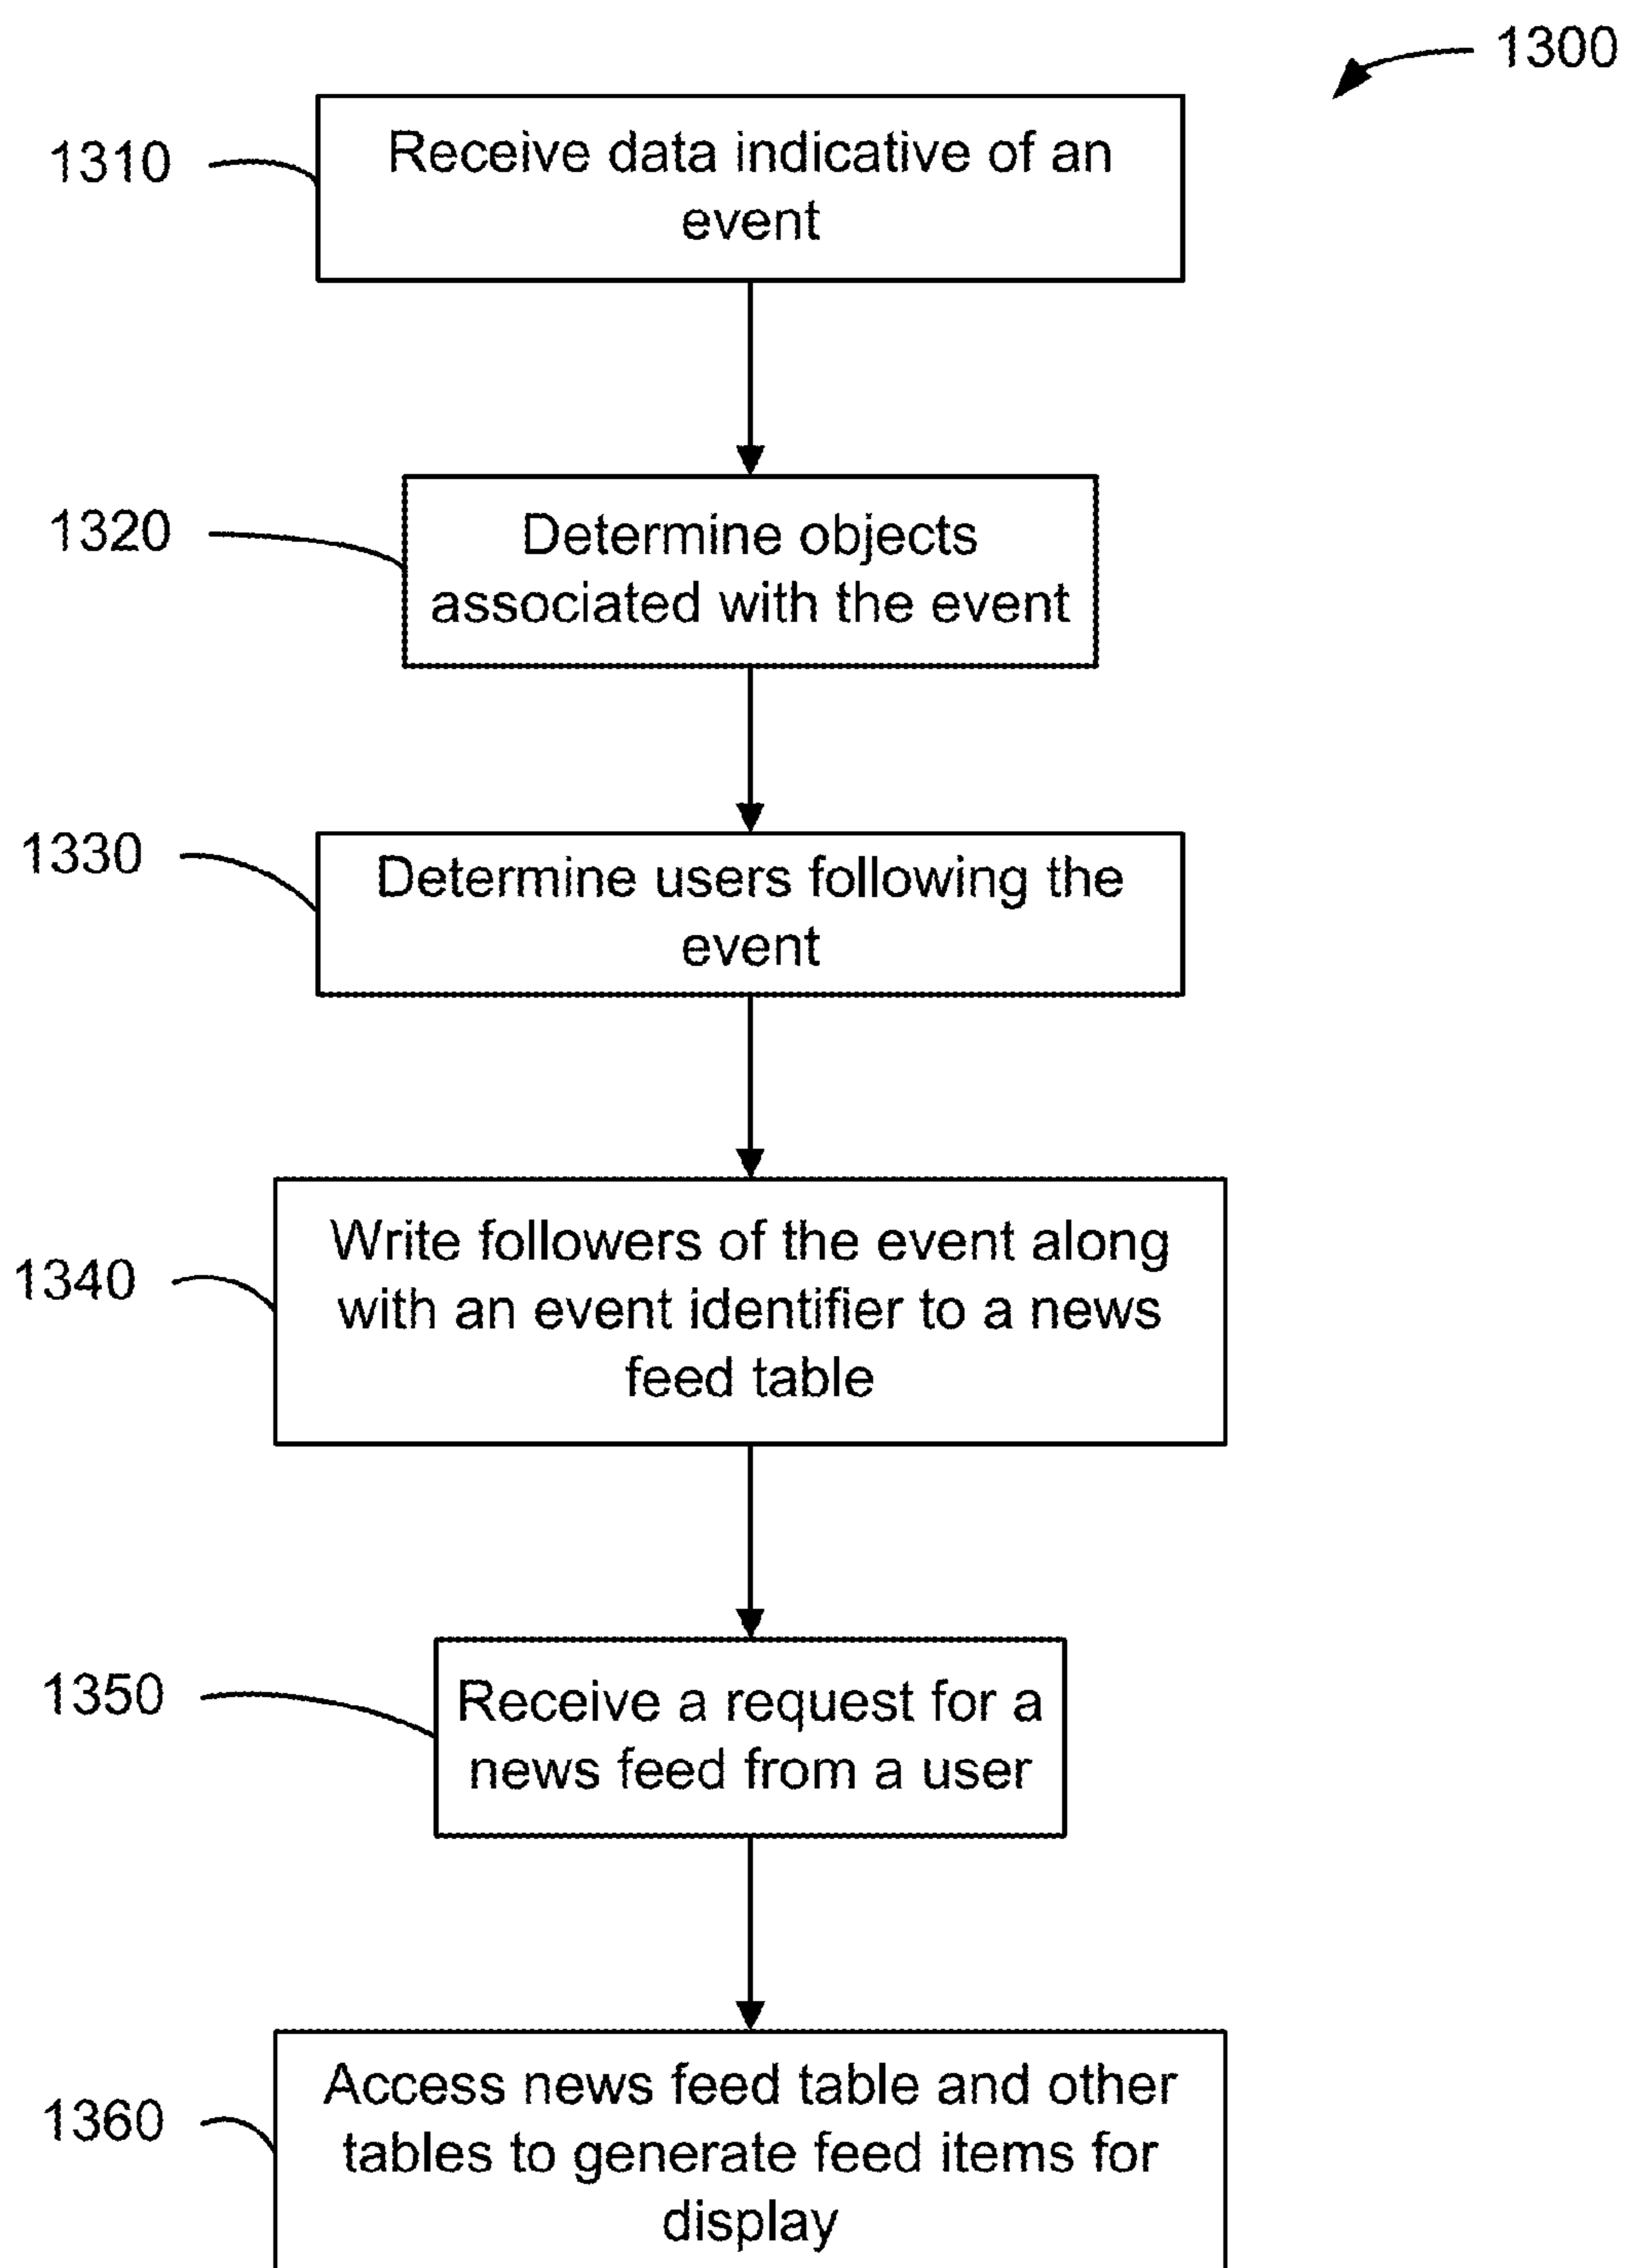 1300
1310
Receive data indicative of an
event
1320
Determine objects
associated with the event
1330
Determine users following the
event
1340
Write followers of the event along
with an event identifier to a news
feed table
1350
Receive a request for a
news feed from a user
1360
Access news feed table and other
tables to generate feed items for
display